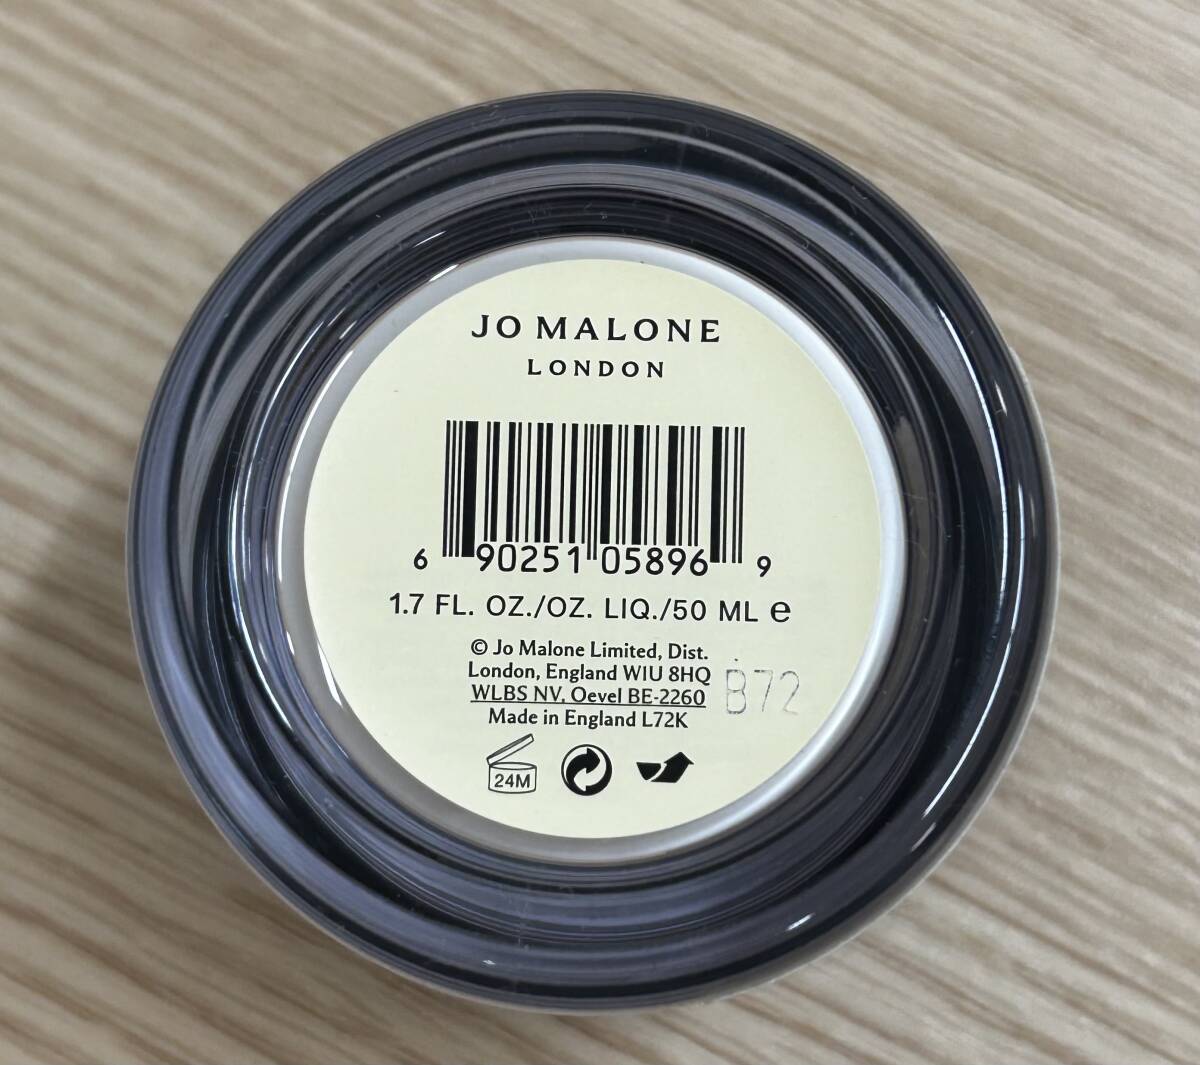 JO MALONE
LONDON
6 90251 05896 9
1.7 FL. OZ./OZ. LIQ./50 ML e
© Jo Malone Limited, Dist.
London, England W1U 8HQ
WLBS NV, Oevel BE-2260
B72
Made in England L72K
24M